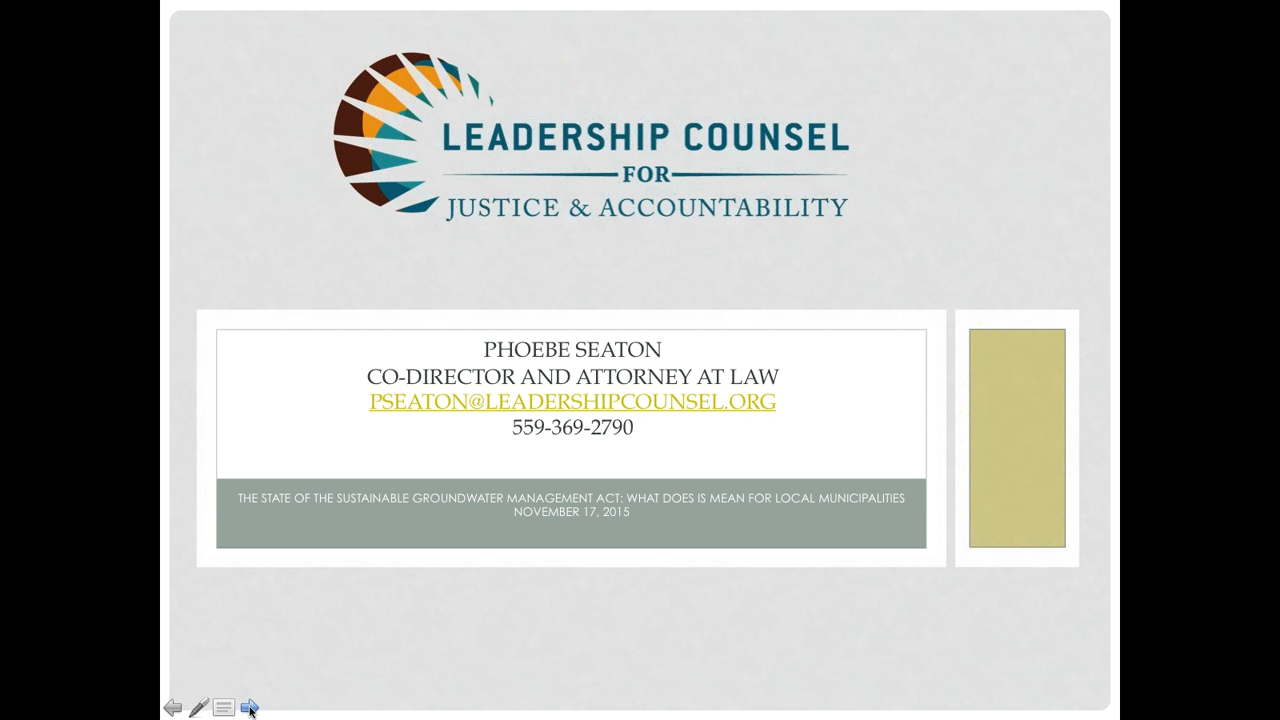 LEADERSHIP COUNSEL
FOR
JUSTICE & ACCOUNTABILITY
PHOEBE SEATON
CO-DIRECTOR AND ATTORNEY AT LAW
PSEATON@LEADERSHIPCOUNSEL.ORG
559-369-2790
THE STATE OF THE SUSTAINABLE GROUNDWATER MANAGEMENT ACT: WHAT DOES IS MEAN FOR LOCAL MUNICIPALITIES
NOVEMBER 17, 2015